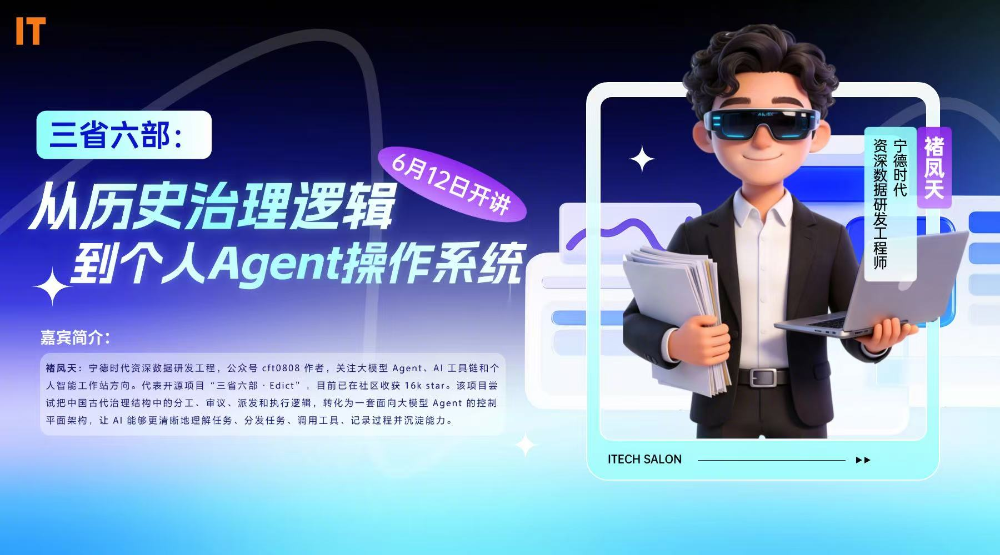 IT
三省六部：
从历史治理逻辑
到个人Agent操作系统
6月12日开讲
嘉宾简介：
褚凤天：宁德时代资深数据研发工程，公众号 cft0808 作者，关注大模型 Agent、AI 工具链和个
人智能工作站方向。代表开源项目“三省六部 · Edict”，目前已在社区收获 16k star。该项目尝
试把中国古代治理结构中的分工、审议、派发和执行逻辑，转化为一套面向大模型 Agent 的控制
平面架构，让 AI 能够更清晰地理解任务、分发任务、调用工具、记录过程并沉淀能力。
褚凤天
宁德时代
资深数据研发工程师
ITECH SALON